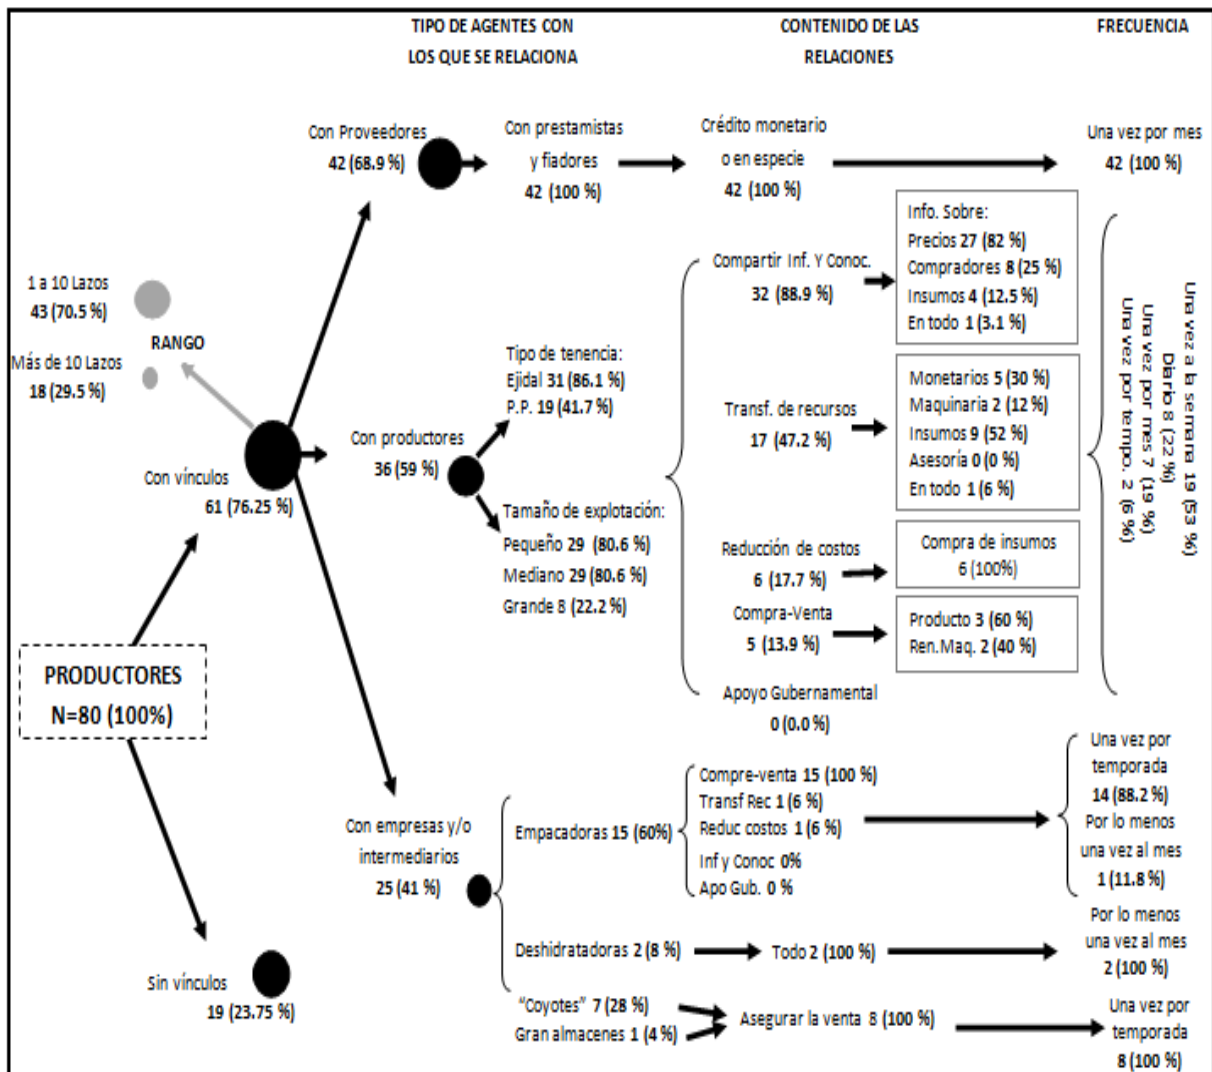 TIPO DE AGENTES CON
LOS QUE SE RELACIONA
CONTENIDO DE LAS
RELACIONES
FRECUENCIA
Con Proveedores
42 (68.9 %)
Con prestamistas
y fiadores
42 (100 %)
Crédito monetario
o en especie
42 (100 %)
Una vez por mes
42 (100 %)
1 a 10 Lazos
43 (70.5 %)
RANGO
Más de 10 Lazos
18 (29.5 %)
Con vínculos
61 (76.25 %)
Con productores
36 (59 %)
Tipo de tenencia:
Ejidal 31 (86.1 %)
P.P. 19 (41.7 %)
Tamaño de explotación:
Pequeño 29 (80.6 %)
Mediano 29 (80.6 %)
Grande 8 (22.2 %)
Compartir Inf. Y Conoc.
32 (88.9 %)
Info. Sobre:
Precios 27 (82 %)
Compradores 8 (25 %)
Insumos 4 (12.5 %)
En todo 1 (3.1 %)
Transf. de recursos
17 (47.2 %)
Monetarios 5 (30 %)
Maquinaria 2 (12 %)
Insumos 9 (52 %)
Asesoría 0 (0 %)
En todo 1 (6 %)
Reducción de costos
6 (17.7 %)
Compra de insumos
6 (100%)
Compra-Venta
5 (13.9 %)
Producto 3 (60 %)
Ren.Maq. 2 (40 %)
Apoyo Gubernamental
0 (0.0 %)
Una vez a la semana 19 (53 %)
Diario 8 (22 %)
Una vez por mes 7 (19 %)
Una vez por tempo. 2 (6 %)
PRODUCTORES
N=80 (100%)
Con empresas y/o
intermediarios
25 (41 %)
Empacadoras 15 (60%)
Compre-venta 15 (100 %)
Transf Rec 1 (6 %)
Reduc costos 1 (6 %)
Inf y Conoc 0%
Apo Gub. 0 %
Una vez por
temporada
14 (88.2 %)
Por lo menos
una vez al mes
1 (11.8 %)
Deshidratadoras 2 (8 %)
Todo 2 (100 %)
Por lo menos
una vez al mes
2 (100 %)
Sin vínculos
19 (23.75 %)
"Coyotes" 7 (28 %)
Gran almacenes 1 (4 %)
Asegurar la venta 8 (100 %)
Una vez por
temporada
8 (100 %)